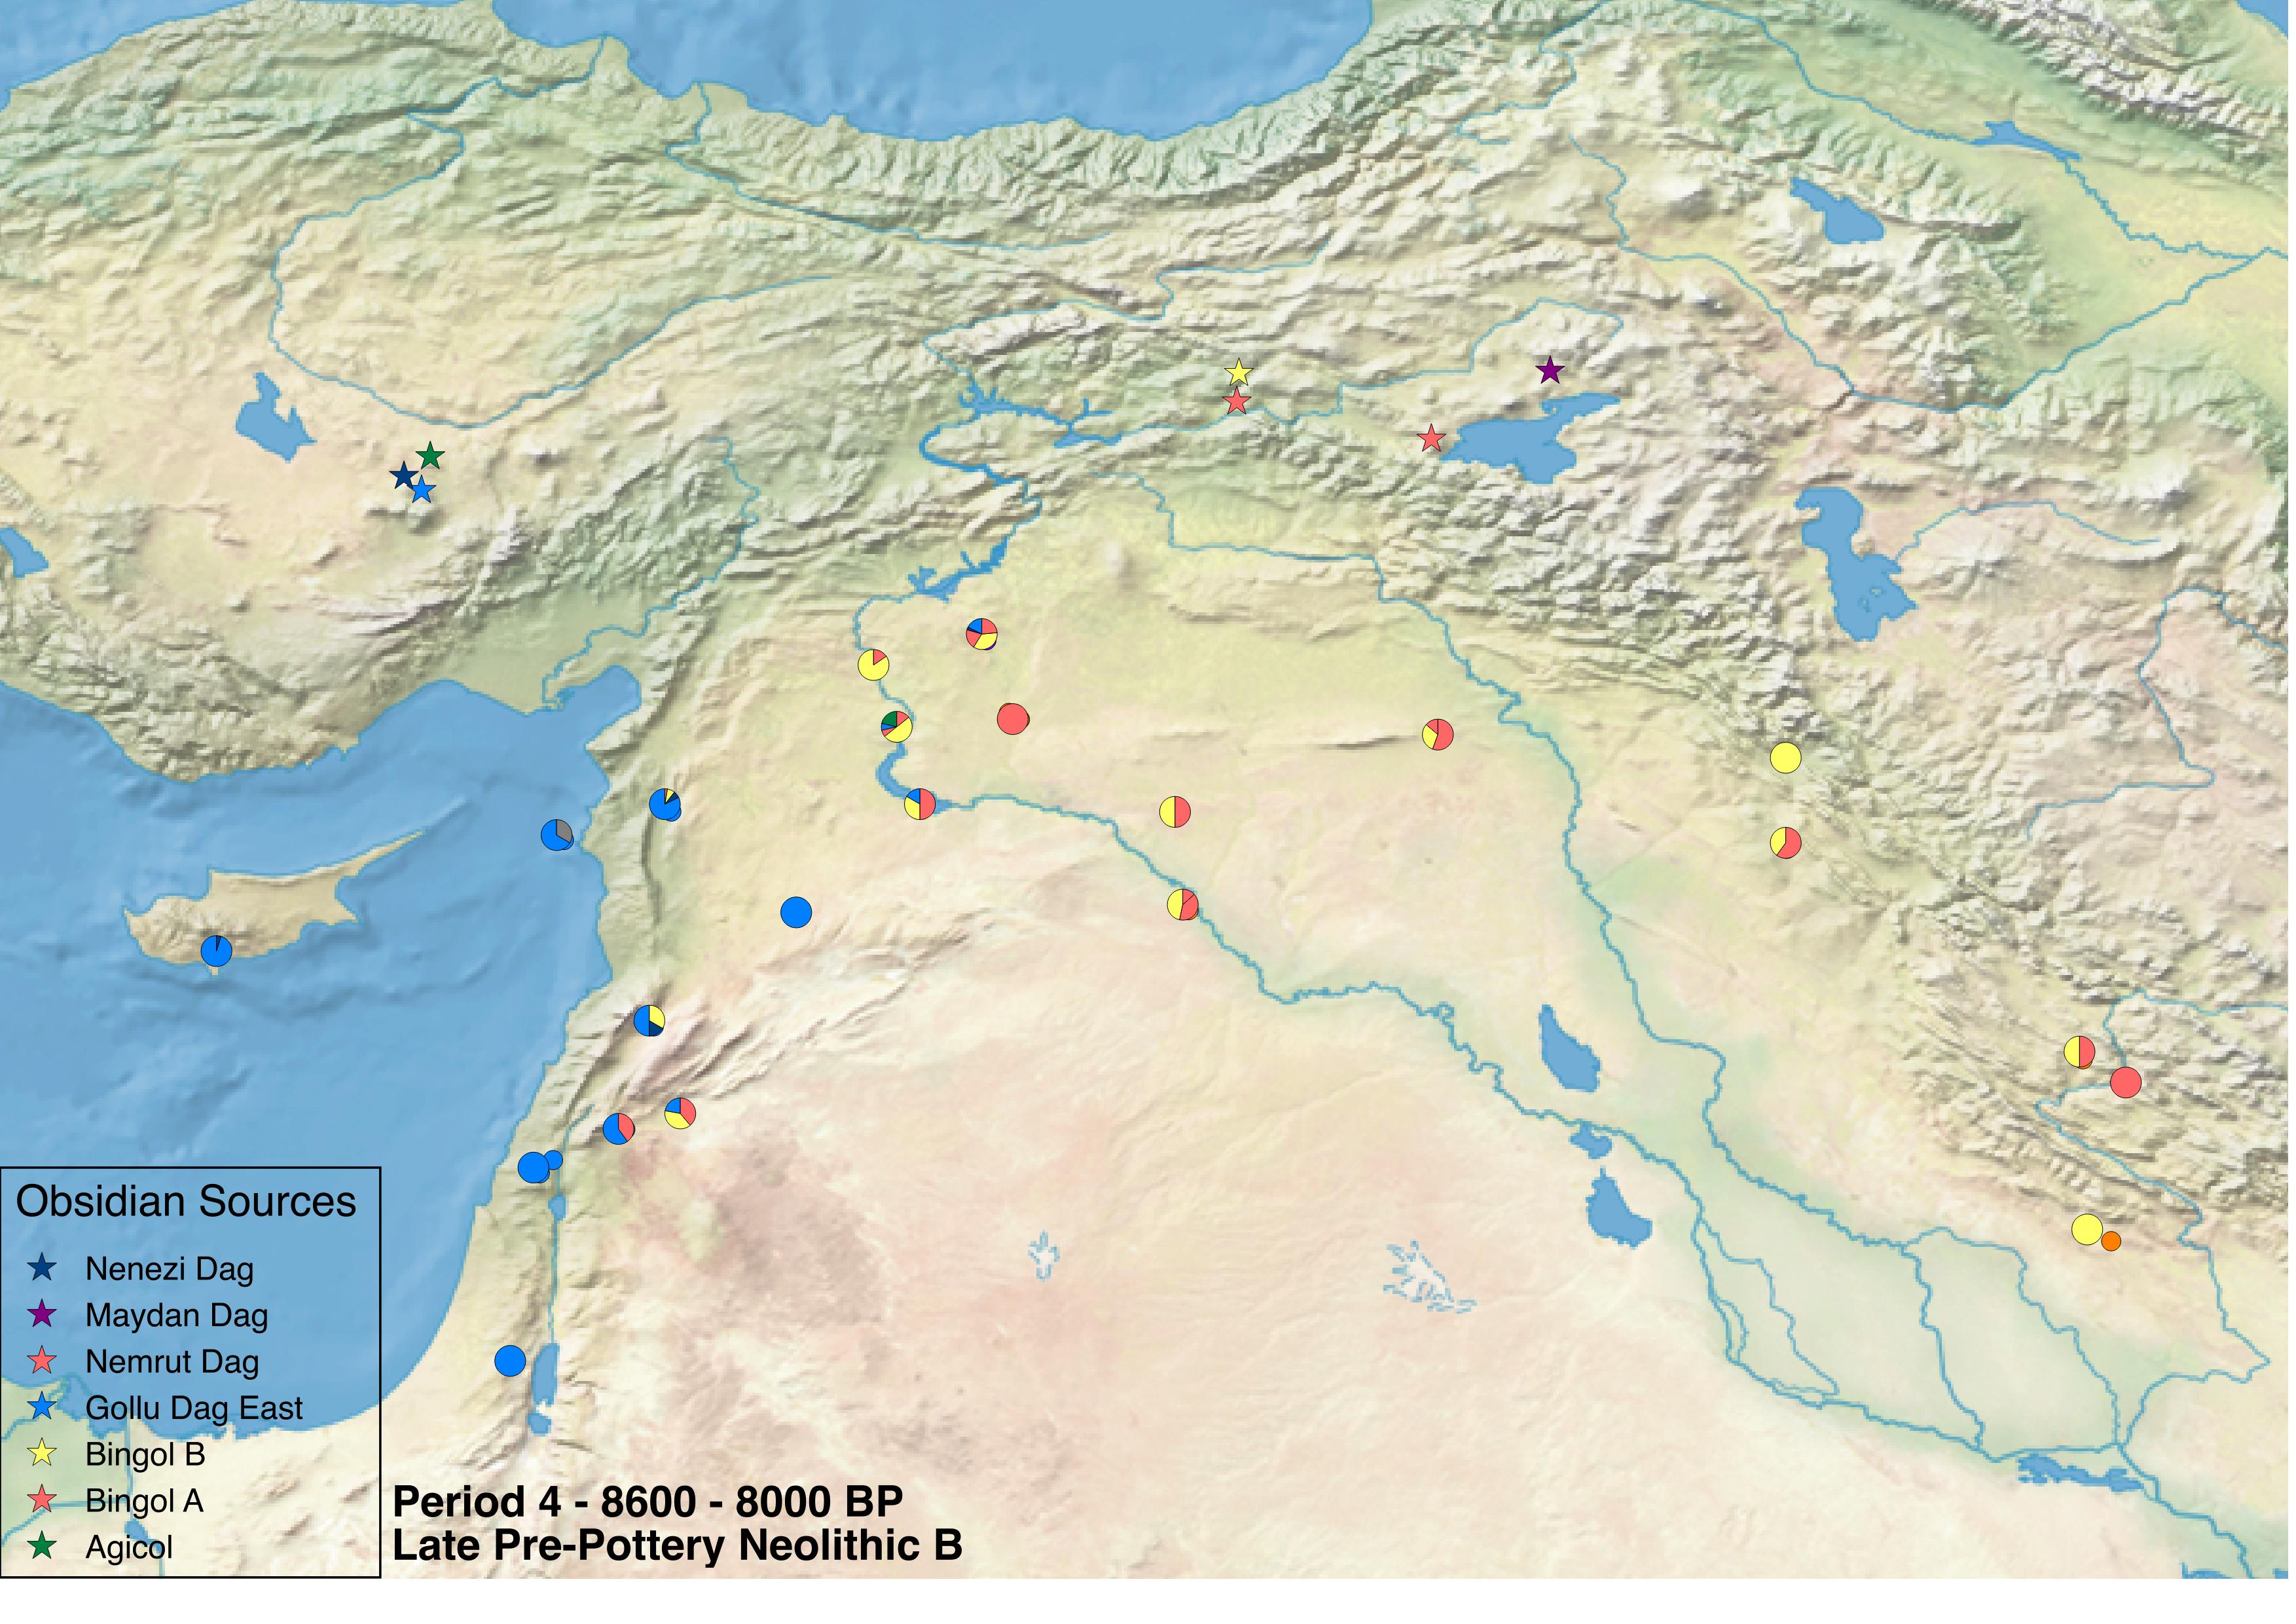 Obsidian Sources
Nenezi Dag
Maydan Dag
Nemrut Dag
Gollu Dag East
Bingol B
Bingol A
Agicol
Period 4 - 8600 - 8000 BP
Late Pre-Pottery Neolithic B